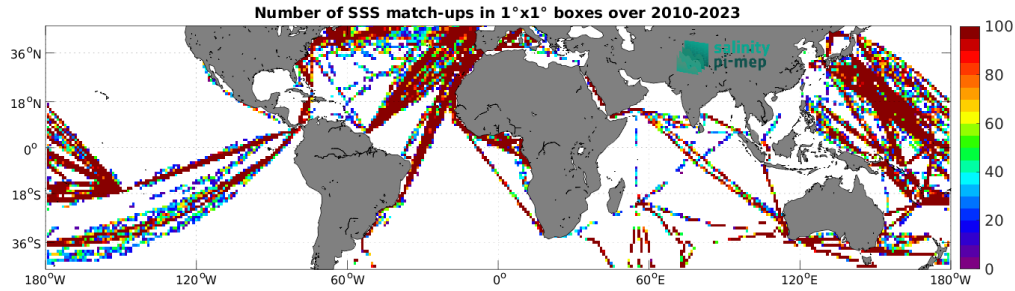 Number of SSS match-ups in 1°x1° boxes over 2010-2023
salinity
pi-mep
36°N
18°N
0°
18°S
36°S
180°W
120°W
60°W
0°
60°E
120°E
180°W
100
80
60
40
20
0